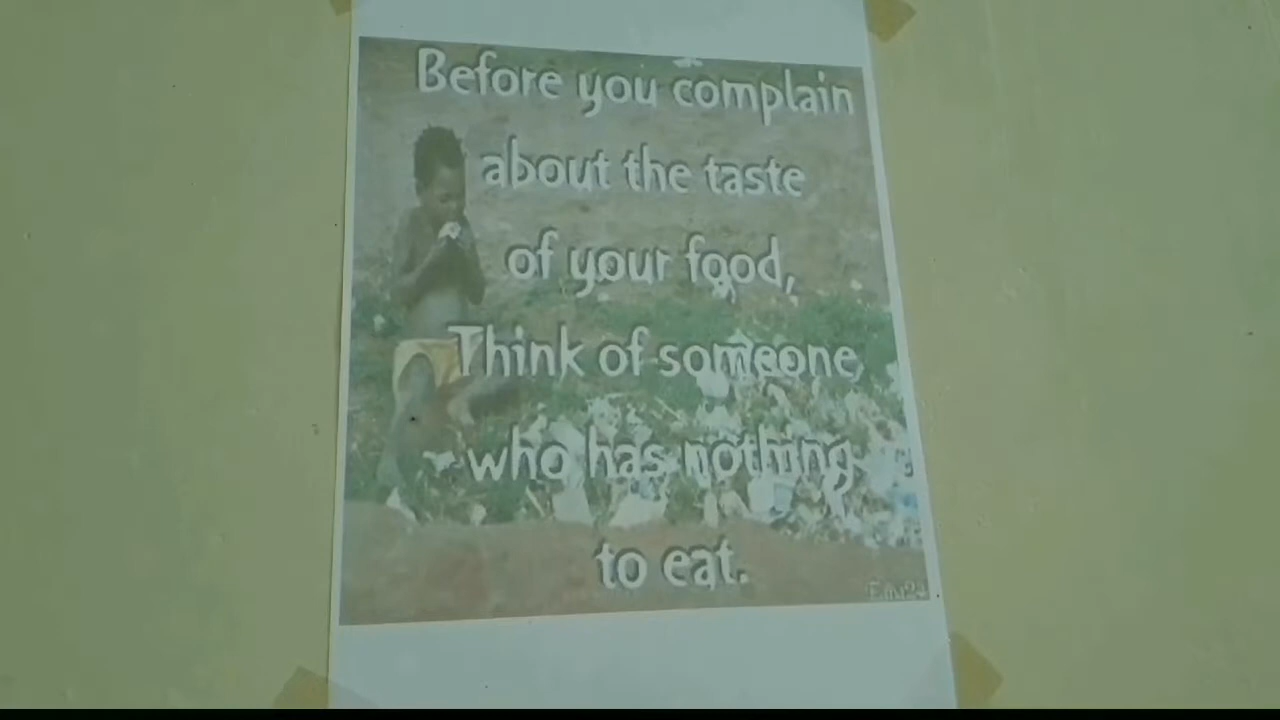 Before you complain
about the taste
of your food,
Think of someone
who has nothing
to eat.